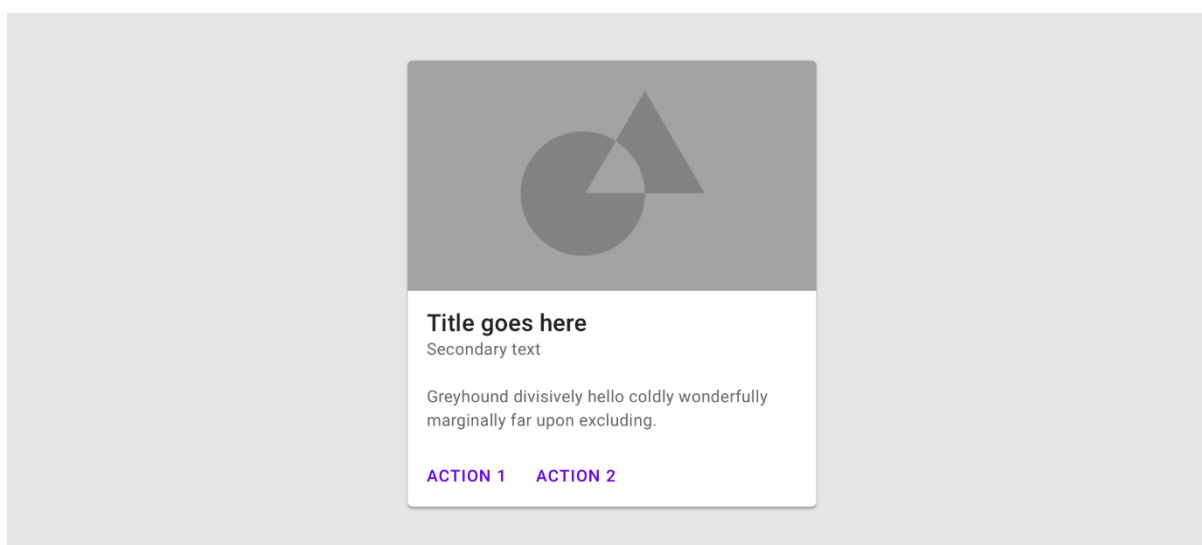 Title goes here
Secondary text
Greyhound divisively hello coldly wonderfully
marginally far upon excluding.
ACTION 1 ACTION 2